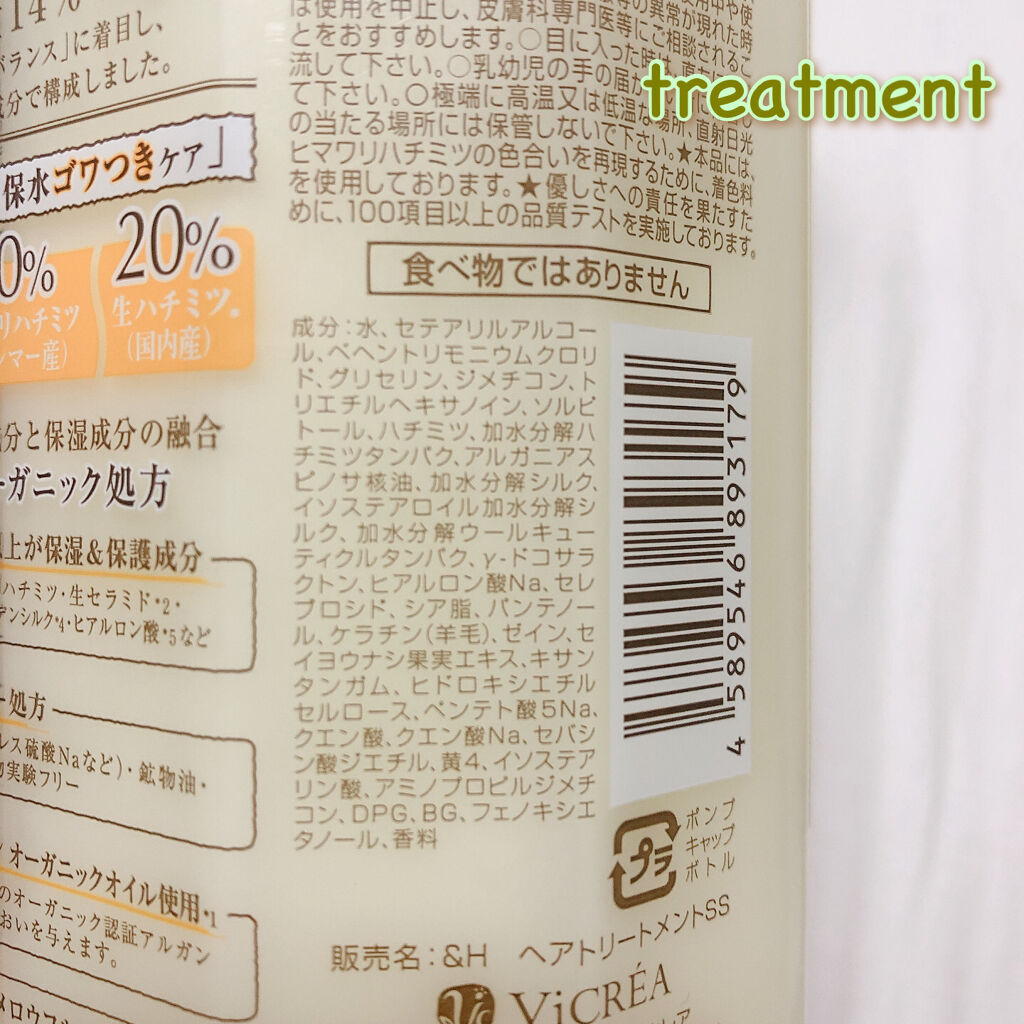 treatment
は使用を中止し、皮膚科専門医等にご相談されるこ
とをおすすめします。○目に入った時
流して下さい。○乳幼児の手の届か
て下さい。○極端に高温又は低温な場所、直射日光
の当たる場所には保管しないで下さい。★本品には、
ヒマワリハチミツの色合いを再現するために、着色料
を使用しております。★優しさへの責任を果たすた
めに、100項目以上の品質テストを実施しております。
食べ物ではありません
成分：水、セテアリルアルコー
ル、ベヘントリモニウムクロリ
ド、グリセリン、ジメチコン、ト
リエチルヘキサノイン、ソルビ
トール、ハチミツ、加水分解ハ
チミツタンパク、アルガニアス
ピノサ核油、加水分解シルク、
イソステアロイル加水分解シ
ルク、加水分解ウールキュー
ティクルタンパク、γ-ドコサラ
クトン、ヒアルロン酸Na、セレ
ブロシド、シア脂、パンテノー
ル、ケラチン(羊毛)、ゼイン、セ
イヨウナシ果実エキス、キサン
タンガム、ヒドロキシエチル
セルロース、ペンテト酸5Na、
クエン酸、クエン酸Na、セバシ
ン酸ジエチル、黄4、イソステア
リン酸、アミノプロピルジメチ
コン、DPG、BG、フェノキシエ
タノール、香料
4 589546 893179
プラ
ポンプ
キャップ
ボトル
販売名：&H ヘアトリートメントSS
ViCRÉA
14%
バランス」に着目し、
成分で構成しました。
保水ゴワつきケア」
0%
リハチミツ
ンマー産)
20%
生ハチミツ。
(国内産)
分と保湿成分の融合
ーガニック処方
上が保湿&保護成分
ハチミツ・生セラミド*2・
デンシルク*4・ヒアルロン酸*5など
ー処方
レス硫酸Naなど)・鉱物油・
実験フリー
オーガニックオイル使用*1
のオーガニック認証アルガン
おいを与えます。